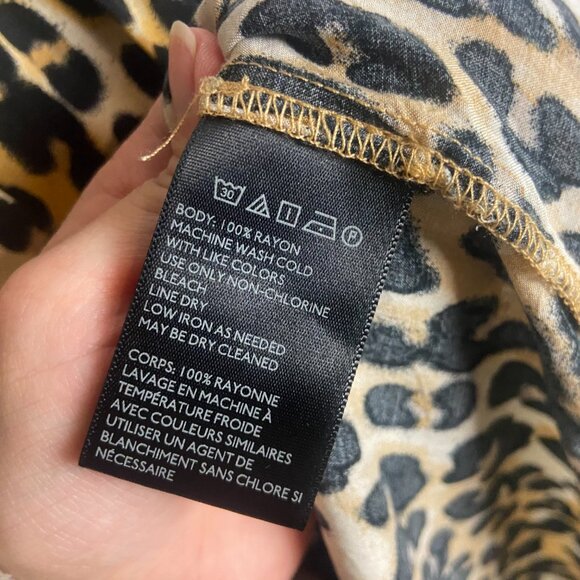 30 P
BODY: 100% RAYON
MACHINE WASH COLD
WITH LIKE COLORS
USE ONLY NON-CHLORINE
BLEACH
LINE DRY
LOW IRON AS NEEDED
MAY BE DRY CLEANED
CORPS: 100% RAYONNE
LAVAGE EN MACHINE À
TEMPÉRATURE FROIDE
AVEC COULEURS SIMILAIRES
UTILISER UN AGENT DE
BLANCHIMENT SANS CHLORE SI
NÉCESSAIRE